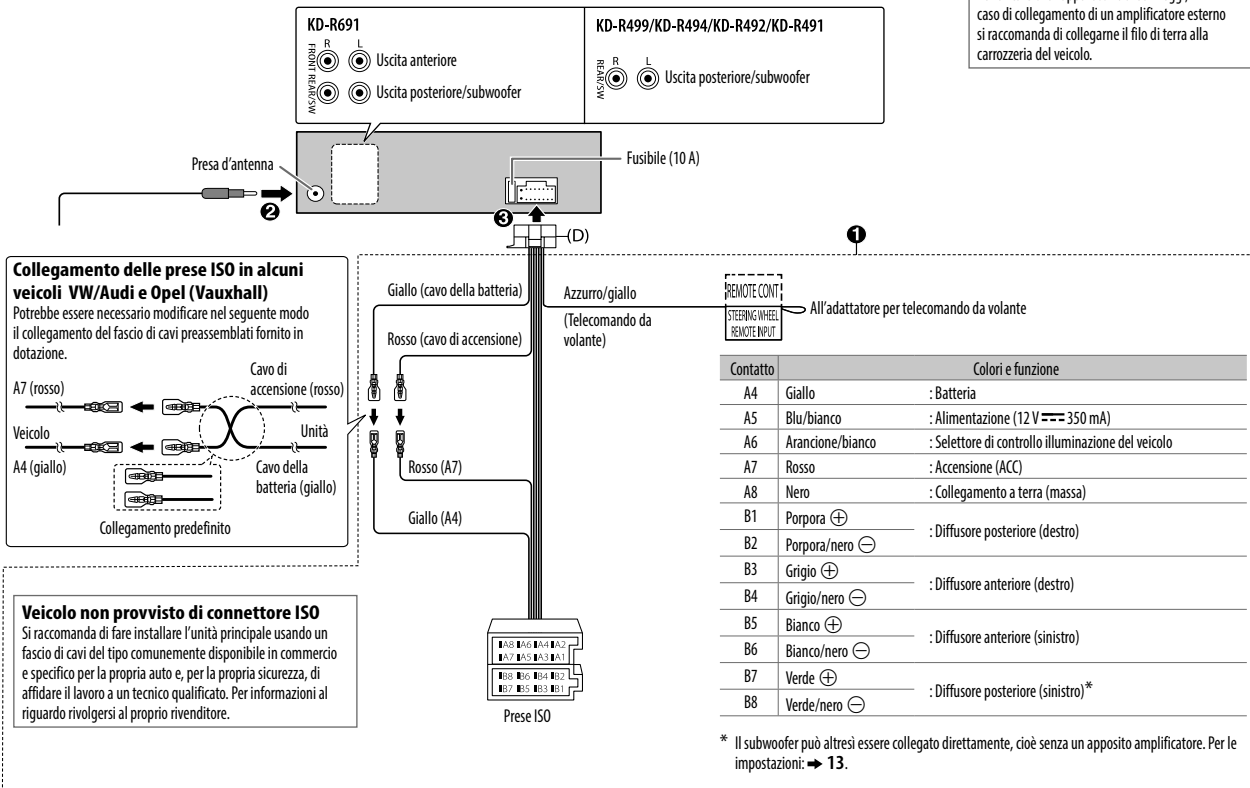 caso di collegamento di un amplificatore esterno
si raccomanda di collegarne il filo di terra alla
carrozzeria del veicolo.
KD-R691
R L
FRONT Uscita anteriore
REAR/SW Uscita posteriore/subwoofer
KD-R499/KD-R494/KD-R492/KD-R491
R L
REAR/SW Uscita posteriore/subwoofer
Presa d'antenna
Fusibile (10 A)
2
3
(D)
1
Collegamento delle prese ISO in alcuni
veicoli VW/Audi e Opel (Vauxhall)
Potrebbe essere necessario modificare nel seguente modo
il collegamento del fascio di cavi preassemblati fornito in
dotazione.
A7 (rosso)
Cavo di
accensione (rosso)
Veicolo
Unità
A4 (giallo)
Cavo della
batteria (giallo)
Collegamento predefinito
Giallo (cavo della batteria)
Rosso (cavo di accensione)
Azzurro/giallo
(Telecomando da
volante)
REMOTE CONT
STEERING WHEEL
REMOTE INPUT
All'adattatore per telecomando da volante
Rosso (A7)
Giallo (A4)
Contatto Colori e funzione
A4 Giallo : Batteria
A5 Blu/bianco : Alimentazione (12 V ⎓ 350 mA)
A6 Arancione/bianco : Selettore di controllo illuminazione del veicolo
A7 Rosso : Accensione (ACC)
A8 Nero : Collegamento a terra (massa)
B1 Porpora ⊕ : Diffusore posteriore (destro)
B2 Porpora/nero ⊖
B3 Grigio ⊕ : Diffusore anteriore (destro)
B4 Grigio/nero ⊖
B5 Bianco ⊕ : Diffusore anteriore (sinistro)
B6 Bianco/nero ⊖
B7 Verde ⊕ : Diffusore posteriore (sinistro)*
B8 Verde/nero ⊖
* Il subwoofer può altresì essere collegato direttamente, cioè senza un apposito amplificatore. Per le
impostazioni: ➡ 13.
Veicolo non provvisto di connettore ISO
Si raccomanda di fare installare l'unità principale usando un
fascio di cavi del tipo comunemente disponibile in commercio
e specifico per la propria auto e, per la propria sicurezza, di
affidare il lavoro a un tecnico qualificato. Per informazioni al
riguardo rivolgersi al proprio rivenditore.
A8 A6 A4 A2
A7 A5 A3 A1
B8 B6 B4 B2
B7 B5 B3 B1
Prese ISO